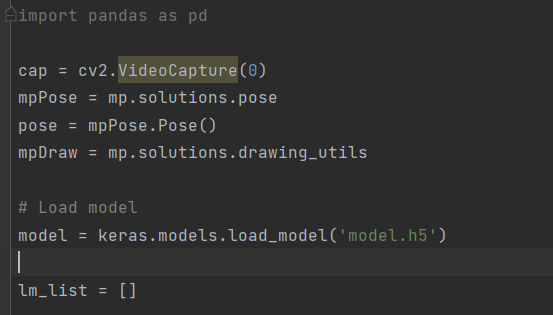 import pandas as pd
cap = cv2.VideoCapture(0)
mpPose = mp.solutions.pose
pose = mpPose.Pose()
mpDraw = mp.solutions.drawing_utils
# Load model
model = keras.models.load_model('model.h5')
lm_list = []